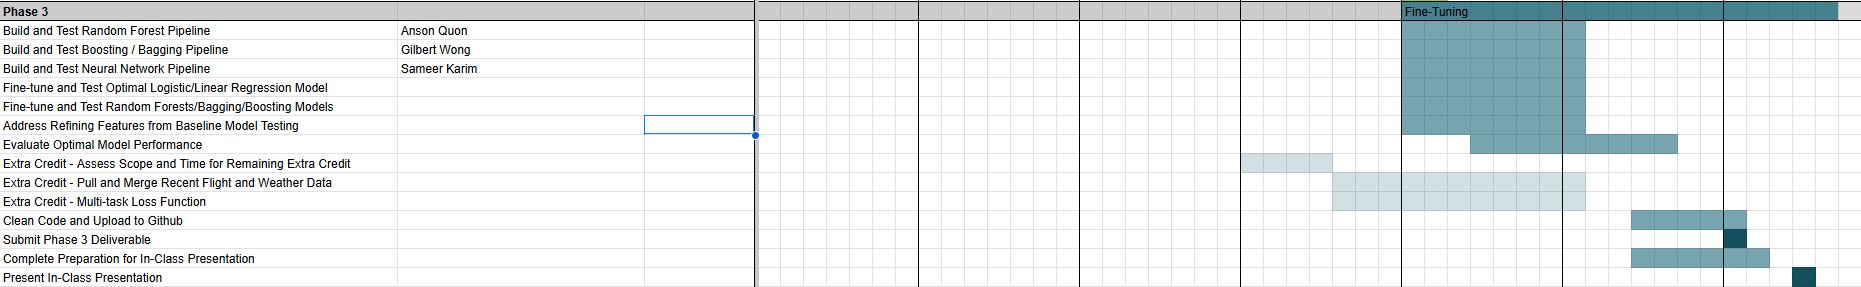 Phase 3 Fine-Tuning
Build and Test Random Forest Pipeline Anson Quon
Build and Test Boosting / Bagging Pipeline Gilbert Wong
Build and Test Neural Network Pipeline Sameer Karim
Fine-tune and Test Optimal Logistic/Linear Regression Model
Fine-tune and Test Random Forests/Bagging/Boosting Models
Address Refining Features from Baseline Model Testing
Evaluate Optimal Model Performance
Extra Credit - Assess Scope and Time for Remaining Extra Credit
Extra Credit - Pull and Merge Recent Flight and Weather Data
Extra Credit - Multi-task Loss Function
Clean Code and Upload to Github
Submit Phase 3 Deliverable
Complete Preparation for In-Class Presentation
Present In-Class Presentation